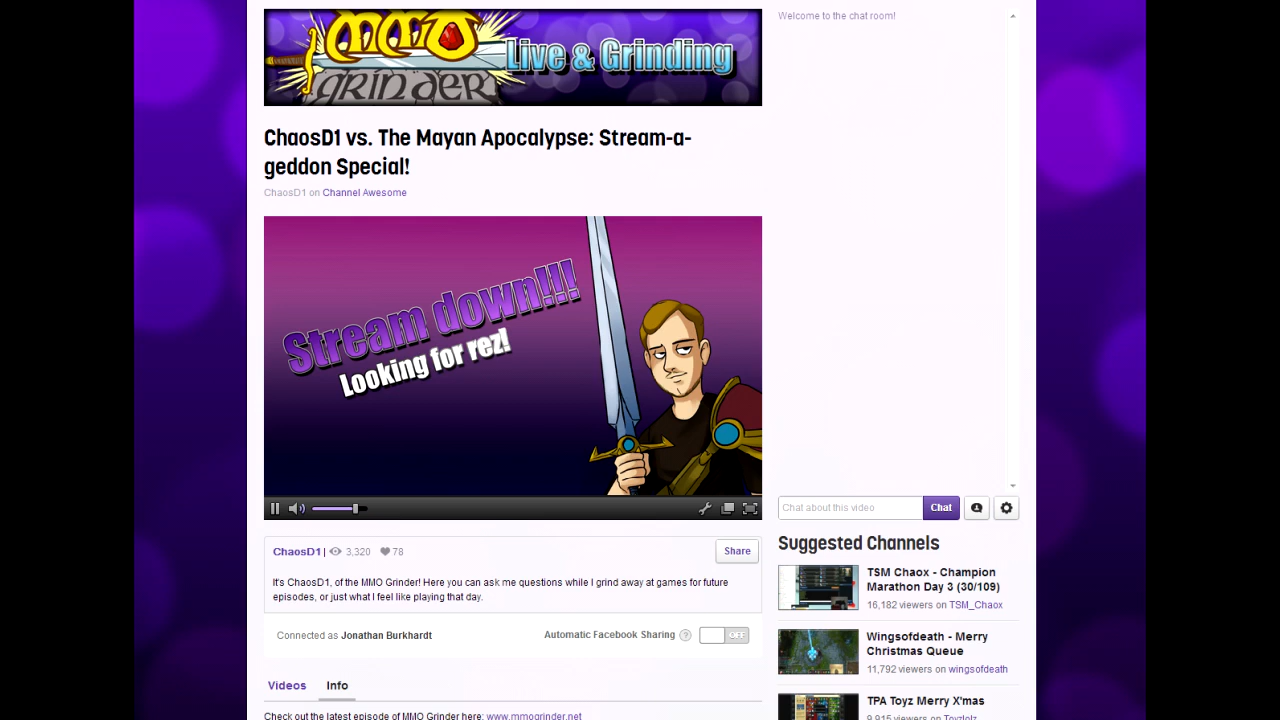 MMO
GRINDER
Live & Grinding
ChaosD1 vs. The Mayan Apocalypse: Stream-a-
geddon Special!
ChaosD1 on Channel Awesome
Stream down!!!
Looking for rez!
ChaosD1 | 3,320 78
Share
It's ChaosD1, of the MMO Grinder! Here you can ask me questions while I grind away at games for future
episodes, or just what I feel like playing that day.
Connected as Jonathan Burkhardt
Automatic Facebook Sharing ? OFF
Videos Info
Check out the latest episode of MMO Grinder here: www.mmogrinder.net
Welcome to the chat room!
Chat about this video Chat
Suggested Channels
TSM Chaox - Champion
Marathon Day 3 (30/109)
16,182 viewers on TSM_Chaox
Wingsofdeath - Merry
Christmas Queue
11,792 viewers on wingsofdeath
TPA Toyz Merry X'mas
9,915 viewers on Toyzlolz